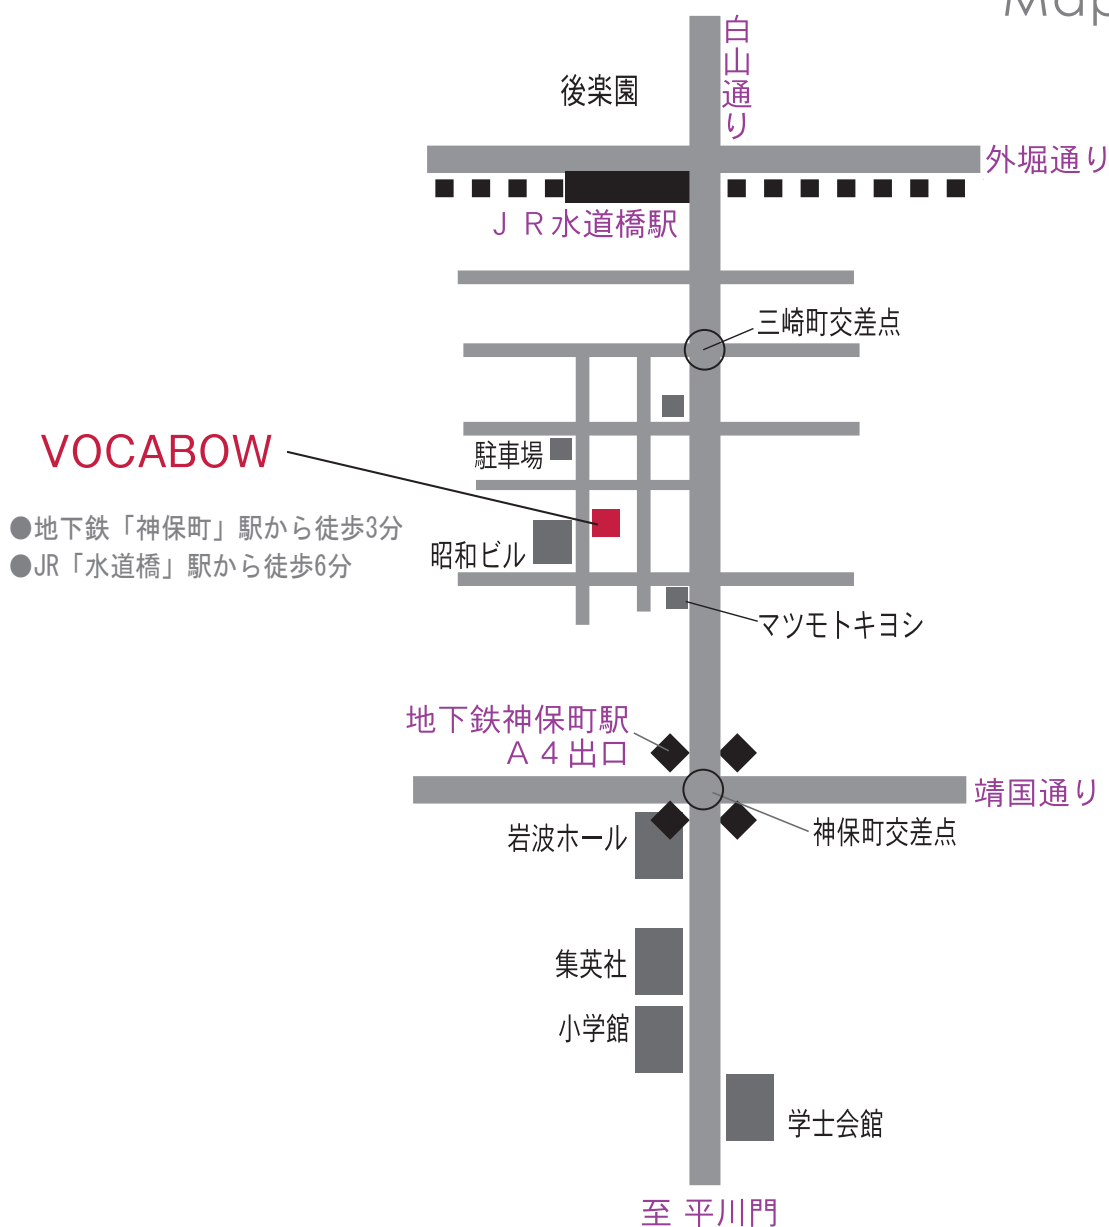 Map
白山通り
後楽園
外堀通り
ＪＲ水道橋駅
三崎町交差点
VOCABOW
駐車場
●地下鉄「神保町」駅から徒歩3分
●JR「水道橋」駅から徒歩6分
昭和ビル
マツモトキヨシ
地下鉄神保町駅
Ａ４出口
靖国通り
岩波ホール
神保町交差点
集英社
小学館
学士会館
至 平川門